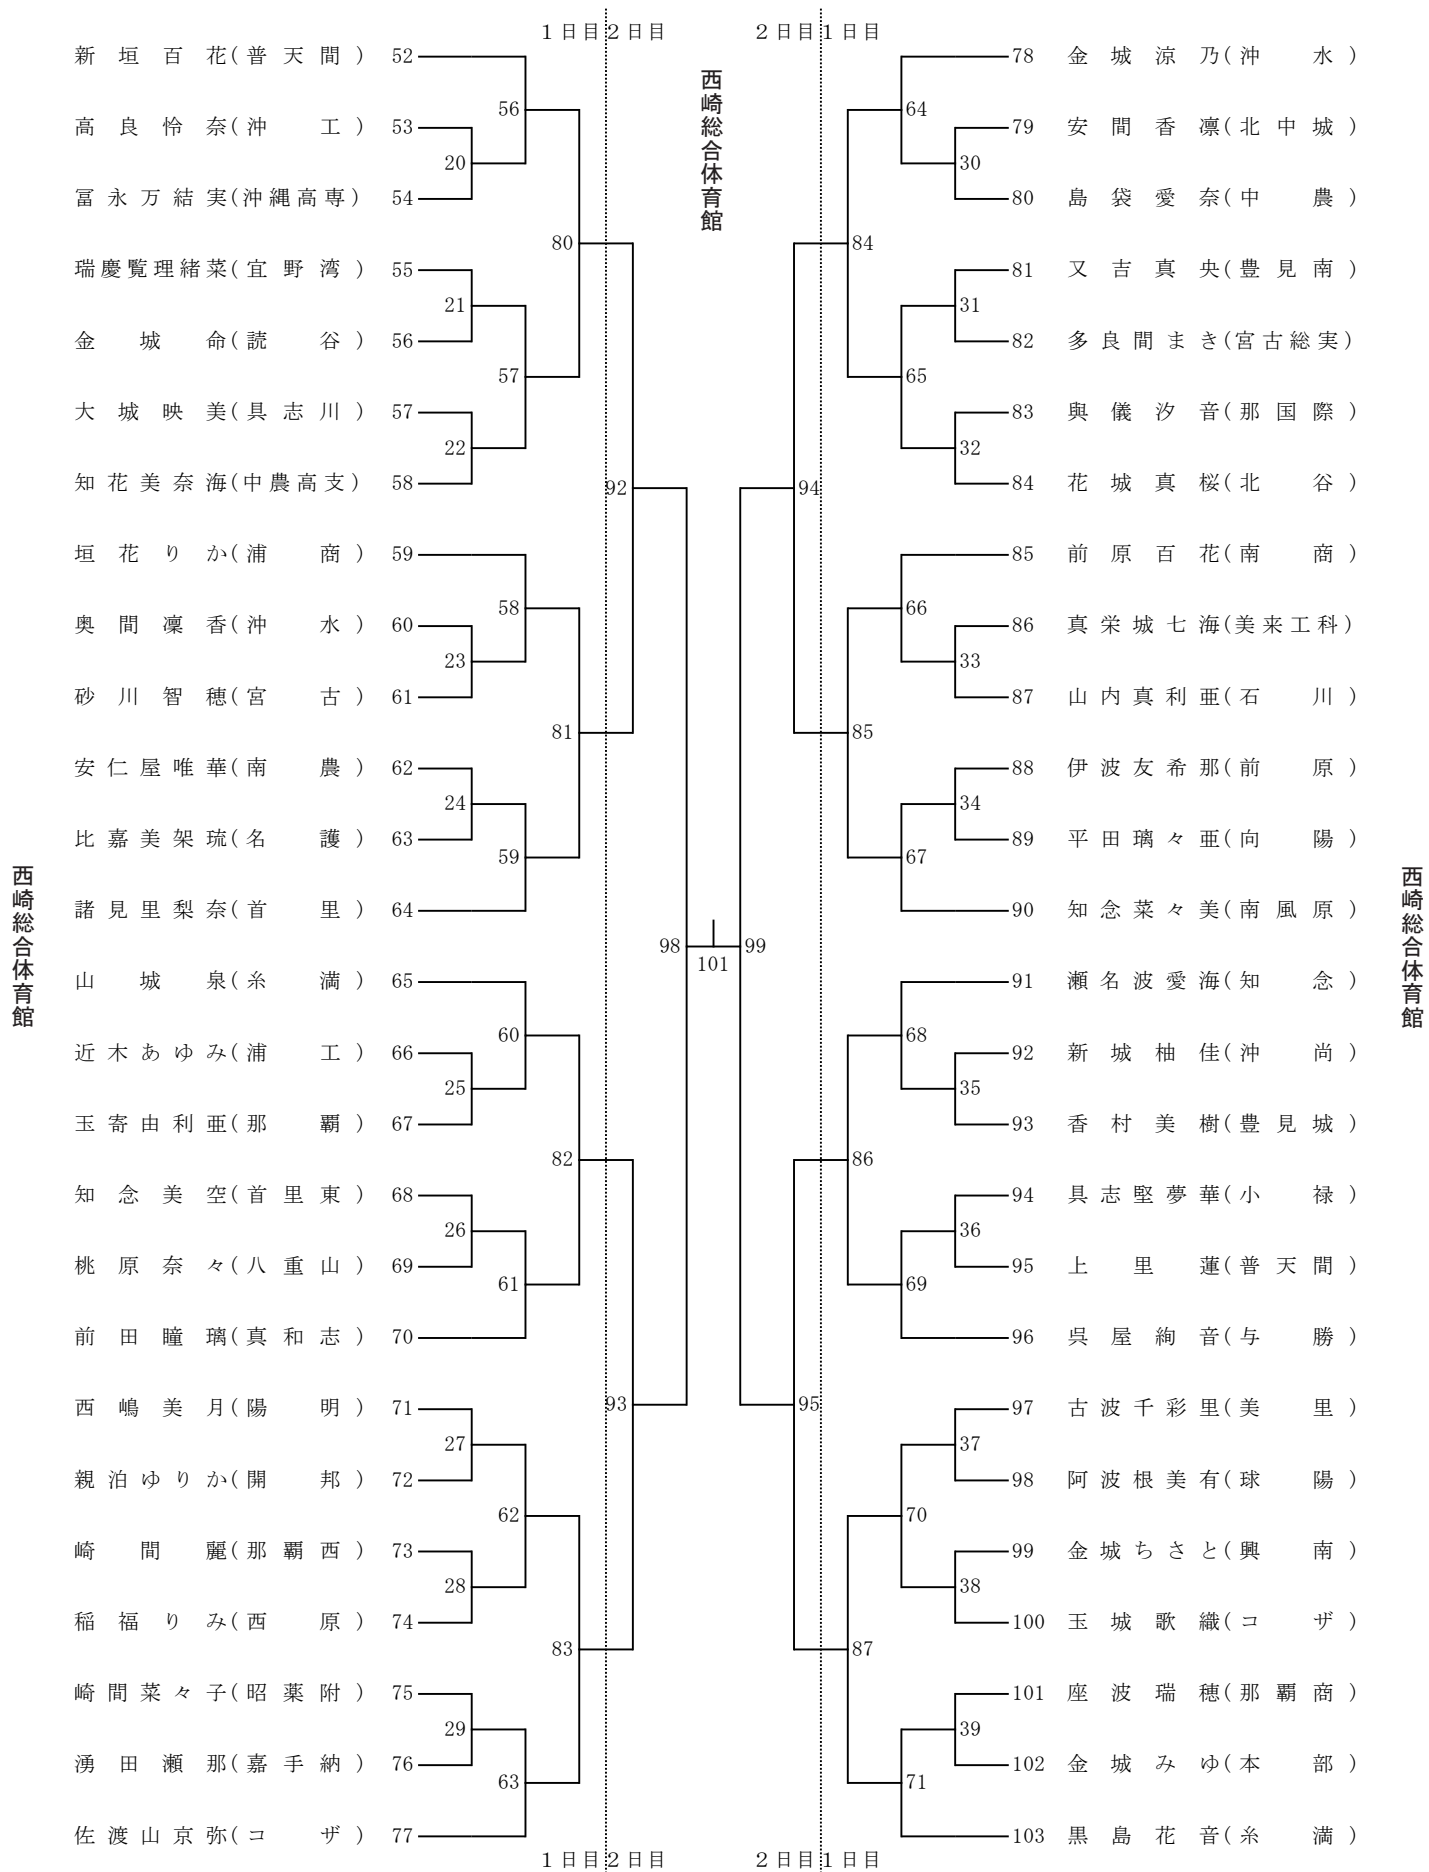 1日目 2日目
2日目 1日目
西崎総合体育館
新垣百花(普天間) 52
高良怜奈(沖工) 53
冨永万結実(沖縄高専) 54
瑞慶覧理緒菜(宜野湾) 55
金城命(読谷) 56
大城映美(具志川) 57
知花美奈海(中農高支) 58
垣花りか(浦商) 59
奥間凜香(沖水) 60
砂川智穂(宮古) 61
安仁屋唯華(南農) 62
比嘉美架琉(名護) 63
諸見里梨奈(首里) 64
山城泉(糸満) 65
近木あゆみ(浦工) 66
玉寄由利亜(那覇) 67
知念美空(首里東) 68
桃原奈々(八重山) 69
前田瞳璃(真和志) 70
西嶋美月(陽明) 71
親泊ゆりか(開邦) 72
崎間麗(那覇西) 73
稲福りみ(西原) 74
崎間菜々子(昭薬附) 75
湧田瀬那(嘉手納) 76
佐渡山京弥(コザ) 77
西崎総合体育館
56
20
80
21
57
22
92
58
23
81
24
59
98
60
25
82
26
61
93
27
62
28
83
29
63
101
99
64
30
84
31
65
32
94
66
33
85
34
67
68
35
86
36
69
95
37
70
38
87
39
71
78 金城涼乃(沖水)
79 安間香凛(北中城)
80 島袋愛奈(中農)
81 又吉真央(豊見南)
82 多良間まき(宮古総実)
83 與儀汐音(那国際)
84 花城真桜(北谷)
85 前原百花(南商)
86 真栄城七海(美来工科)
87 山内真利亜(石川)
88 伊波友希那(前原)
89 平田璃々亜(向陽)
90 知念菜々美(南風原)
91 瀬名波愛海(知念)
92 新城柚佳(沖尚)
93 香村美樹(豊見城)
94 具志堅夢華(小禄)
95 上里蓮(普天間)
96 呉屋絢音(与勝)
97 古波千彩里(美里)
98 阿波根美有(球陽)
99 金城ちさと(興南)
100 玉城歌織(コザ)
101 座波瑞穂(那覇商)
102 金城みゆ(本部)
103 黒島花音(糸満)
西崎総合体育館
1日目 2日目
2日目 1日目